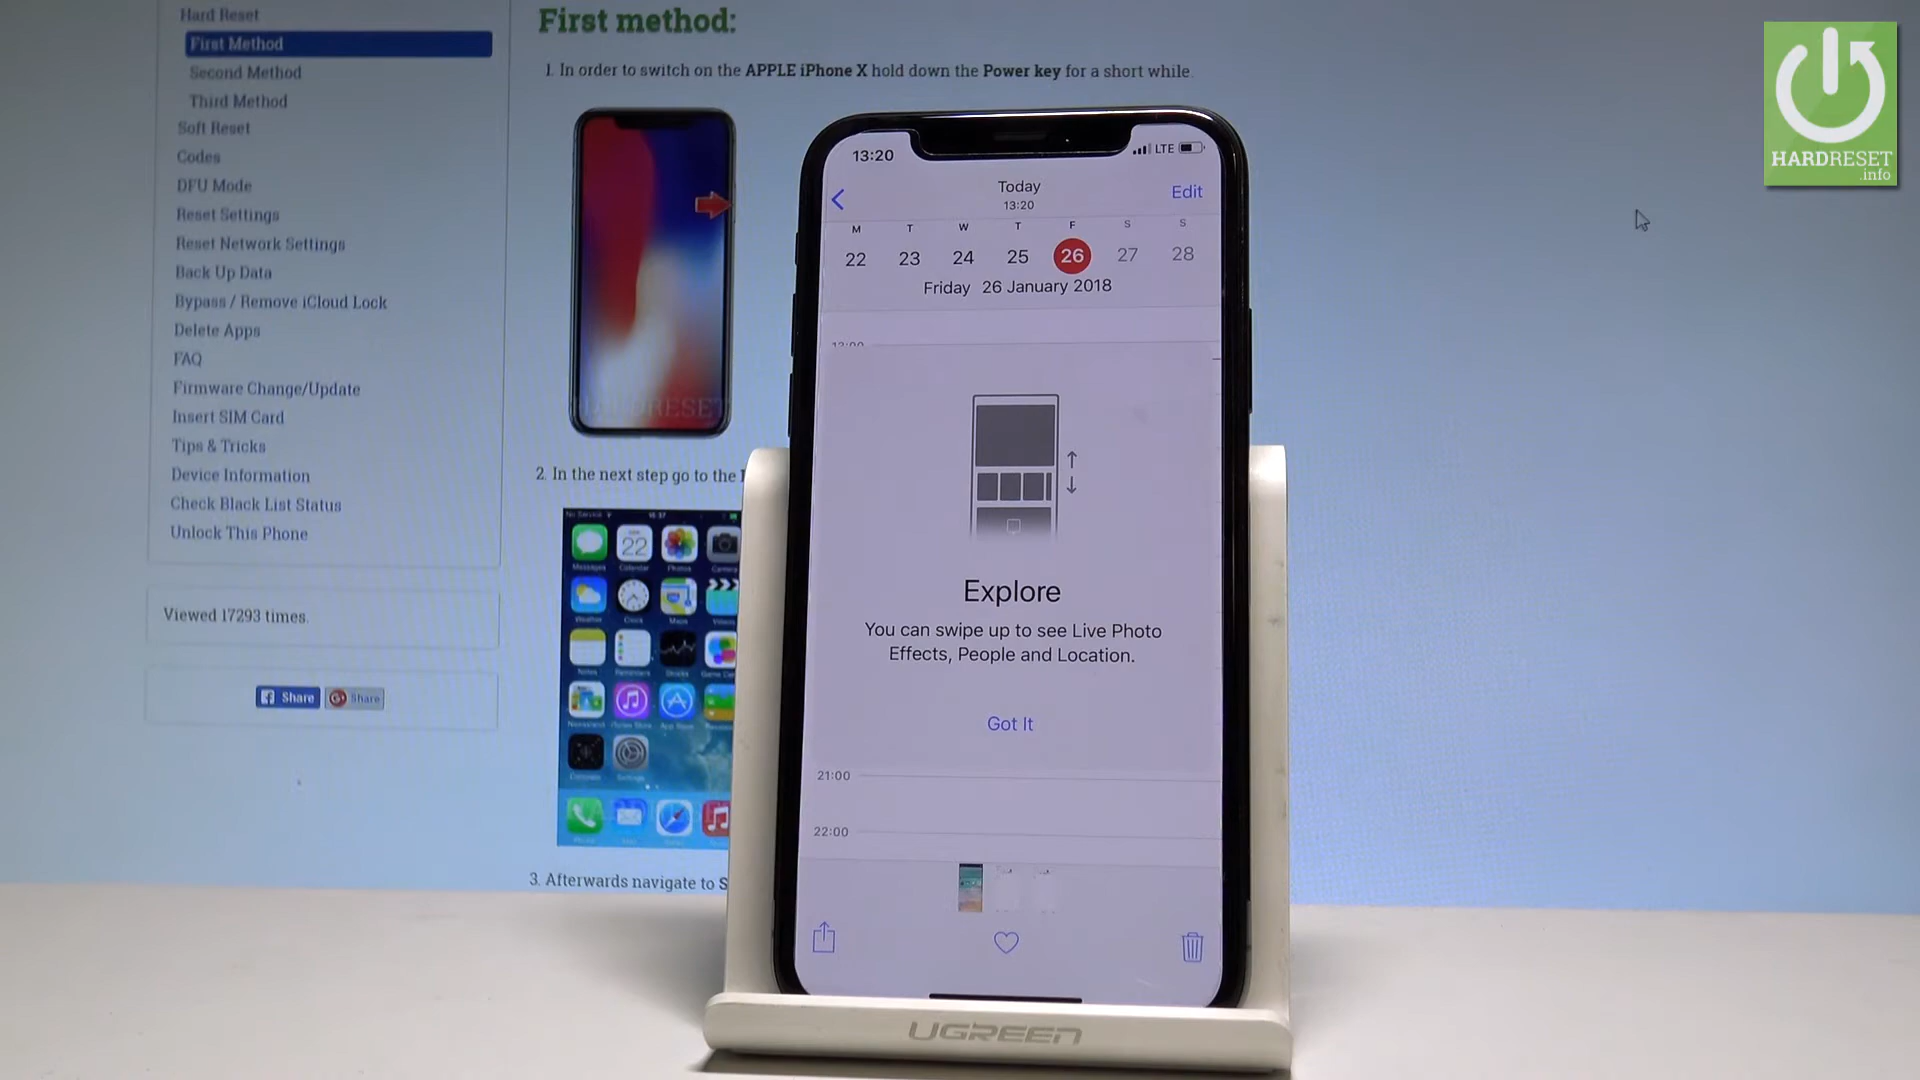 Hard Reset
First Method
Second Method
Third Method
Soft Reset
Codes
DFU Mode
Reset Settings
Reset Network Settings
Back Up Data
Bypass / Remove iCloud Lock
Delete Apps
FAQ
Firmware Change/Update
Insert SIM Card
Tips & Tricks
Device Information
Check Black List Status
Unlock This Phone
Viewed 17293 times.
Share
Share
First method:
1. In order to switch on the APPLE iPhone X hold down the Power key for a short while.
HARDRESET
2. In the next step go to the
3. Afterwards navigate to S
13:20
LTE
Today
13:20
Edit
M T W T F S S
22 23 24 25 26 27 28
Friday 26 January 2018
Explore
You can swipe up to see Live Photo
Effects, People and Location.
Got It
21:00
22:00
UGREEN
HARDRESET
.info